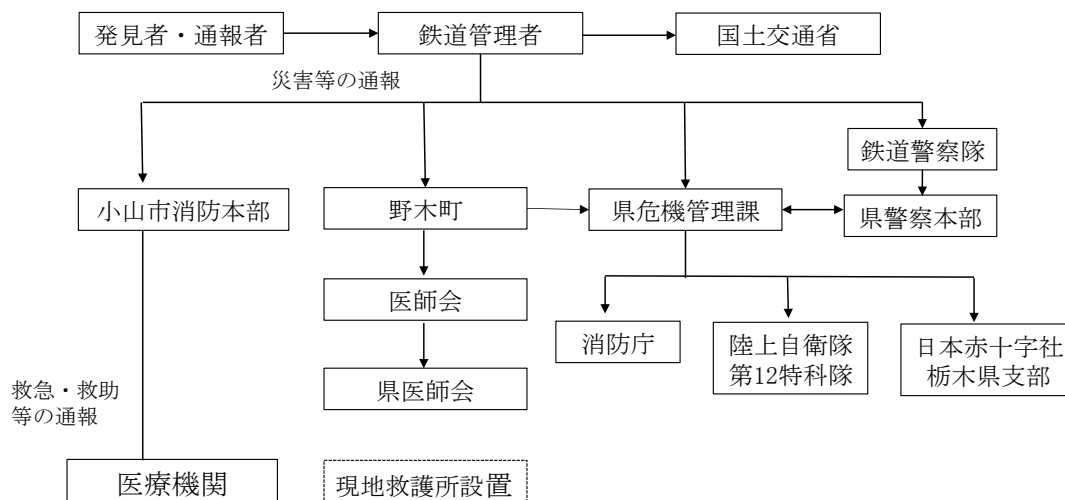 発見者・通報者
鉄道管理者
国土交通省
災害等の通報
鉄道警察隊
小山市消防本部
野木町
県危機管理課
県警察本部
医師会
消防庁
陸上自衛隊
第12特科隊
日本赤十字社
栃木県支部
県医師会
救急・救助
等の通報
医療機関
現地救護所設置